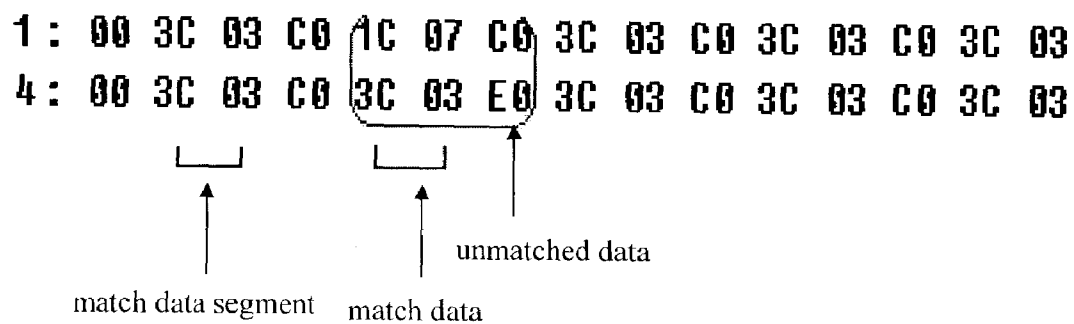 1: 00 3C 03 C0 1C 07 C0 3C 03 C0 3C 03 C0 3C 03
4: 00 3C 03 C0 3C 03 E0 3C 03 C0 3C 03 C0 3C 03
unmatched data
match data segment match data